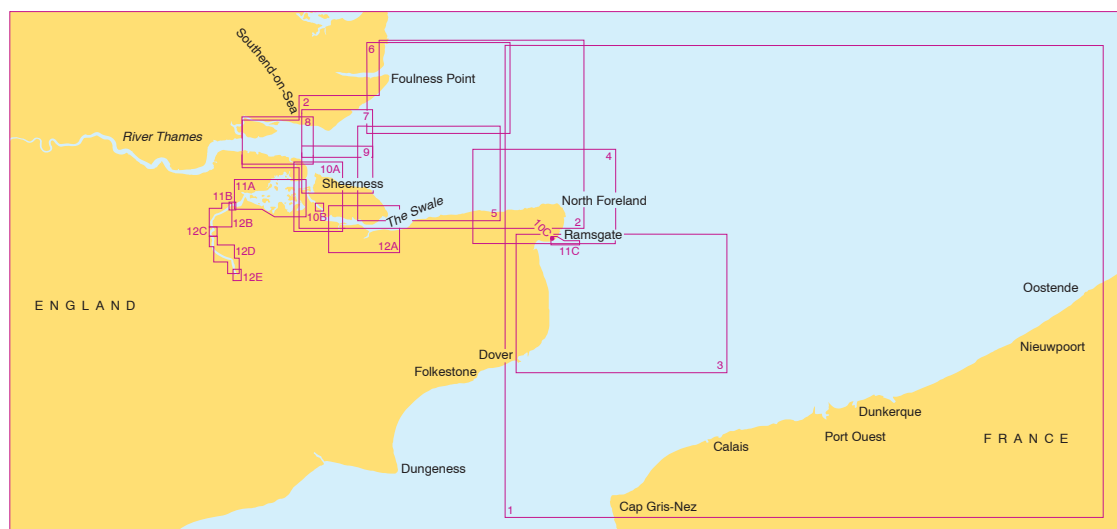 Southend-on-Sea
6
Foulness Point
2
7
8
River Thames
9
4
10A
Sheerness
11A
11B
10B
The Swale
5
North Foreland
2
12B
12C
10C
Ramsgate
12A
11C
12D
12E
Oostende
ENGLAND
Nieuwpoort
Dover
3
Folkestone
Dunkerque
Port Ouest
FRANCE
Calais
Dungeness
Cap Gris-Nez
1